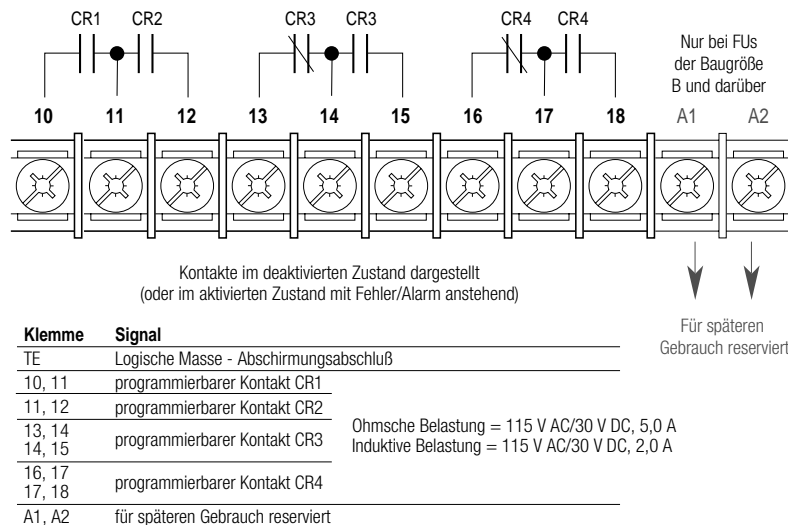 CR1 CR2 CR3 CR3 CR4 CR4
Nur bei FUs
der Baugröße
B und darüber
10 11 12 13 14 15 16 17 18 A1 A2
Kontakte im deaktivierten Zustand dargestellt
(oder im aktivierten Zustand mit Fehler/Alarm anstehend)
Für späteren
Gebrauch reserviert
Klemme Signal
TE Logische Masse - Abschirmungsabschluß
10, 11 programmierbarer Kontakt CR1
11, 12 programmierbarer Kontakt CR2
13, 14
14, 15 programmierbarer Kontakt CR3
16, 17
17, 18 programmierbarer Kontakt CR4
Ohmsche Belastung = 115 V AC/30 V DC, 5,0 A
Induktive Belastung = 115 V AC/30 V DC, 2,0 A
A1, A2 für späteren Gebrauch reserviert